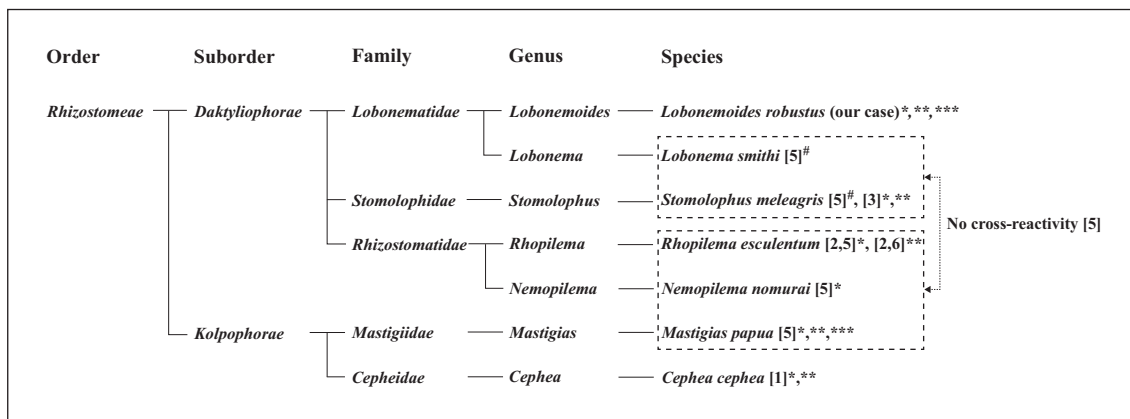 Order Suborder Family Genus Species
Rhizostomeae Daktyliophorae Lobonematidae Lobonemoides Lobonemoides robustus (our case)*,**,***
Lobonema Lobonema smithi [5]#
Stomolophidae Stomolophus Stomolophus meleagris [5]#, [3]*,**
No cross-reactivity [5]
Rhizostomatidae Rhopilema Rhopilema esculentum [2,5]*, [2,6]**
Nemopilema Nemopilema nomurai [5]*
Kolpophorae Mastigiidae Mastigias Mastigias papua [5]*,**,***
Cepheidae Cephea Cephea cephea [1]*,**